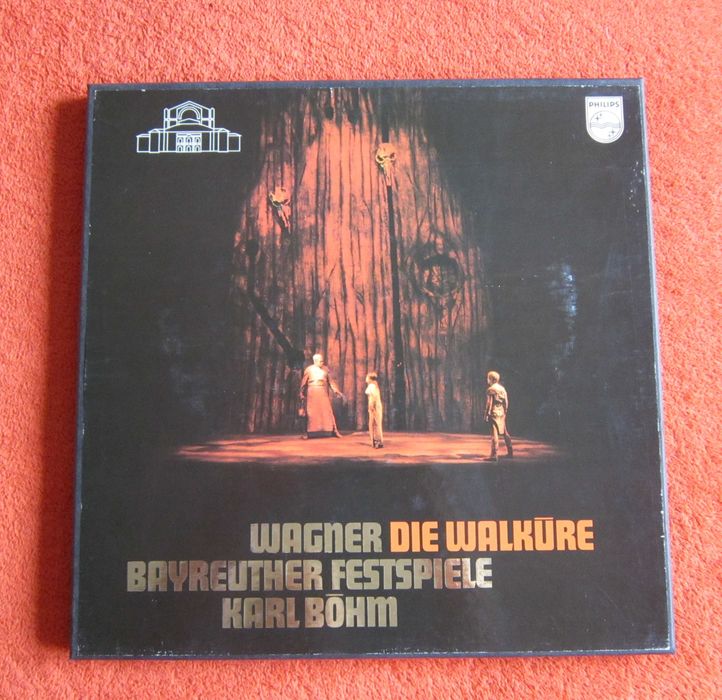 PHILIPS
WAGNER DIE WALKÜRE
BAYREUTHER FESTSPIELE
KARL BÖHM